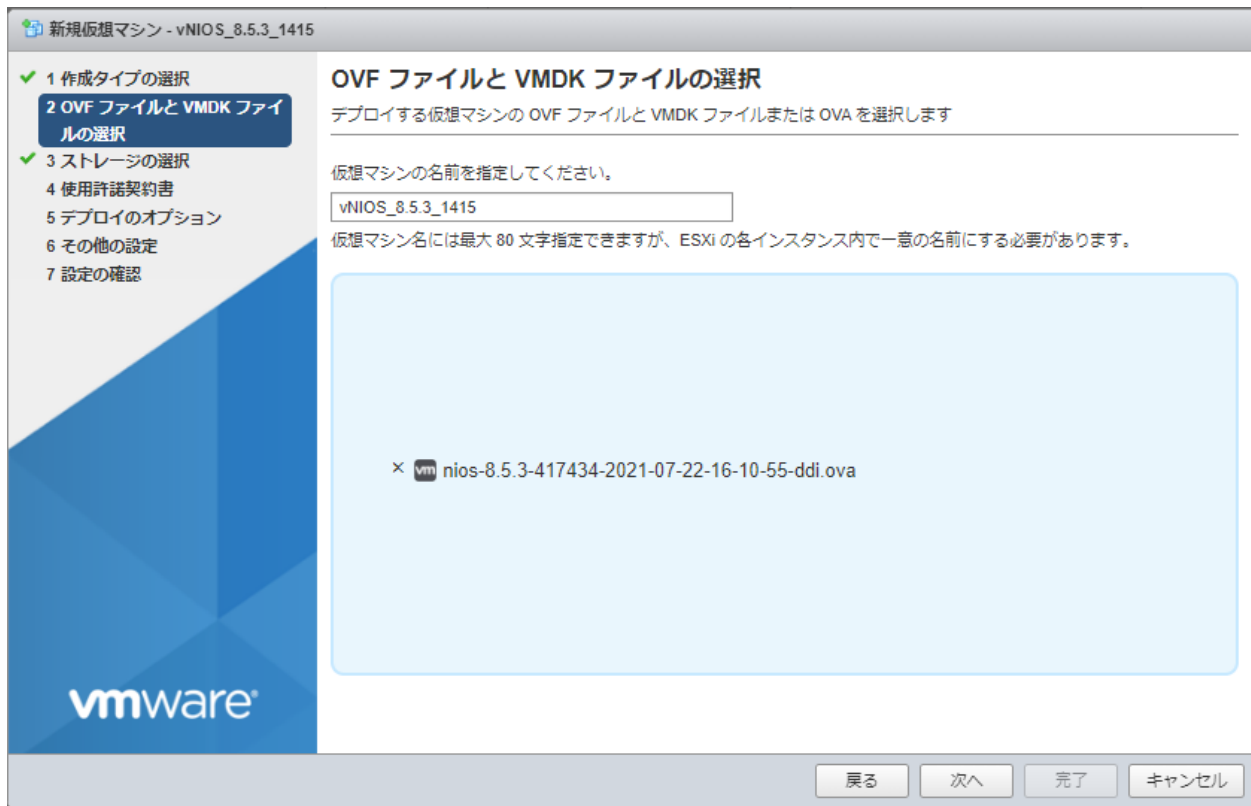 新規仮想マシン - vNIOS_8.5.3_1415
1 作成タイプの選択
2 OVF ファイルと VMDK ファイ
ルの選択
3 ストレージの選択
4 使用許諾契約書
5 デプロイのオプション
6 その他の設定
7 設定の確認
OVF ファイルと VMDK ファイルの選択
デプロイする仮想マシンの OVF ファイルと VMDK ファイルまたは OVA を選択します
仮想マシンの名前を指定してください。
vNIOS_8.5.3_1415
仮想マシン名には最大 80 文字指定できますが、ESXi の各インスタンス内で一意の名前にする必要があります。
× vm nios-8.5.3-417434-2021-07-22-16-10-55-ddi.ova
vmware®
戻る 次へ 完了 キャンセル